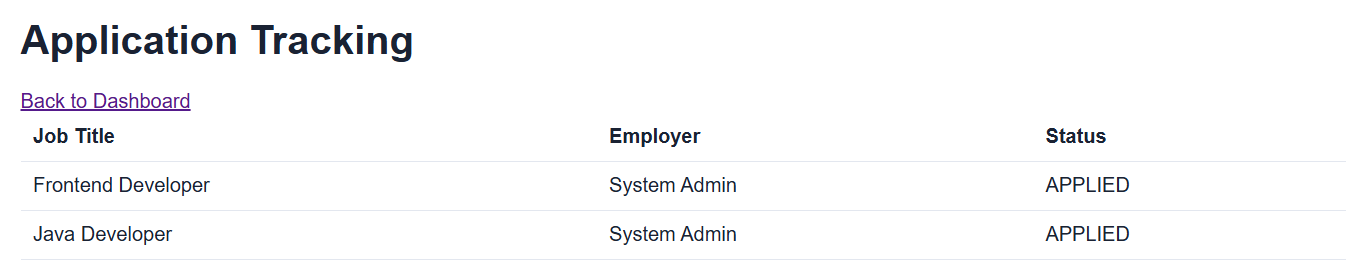 Application Tracking
Back to Dashboard
Job Title Employer Status
Frontend Developer System Admin APPLIED
Java Developer System Admin APPLIED